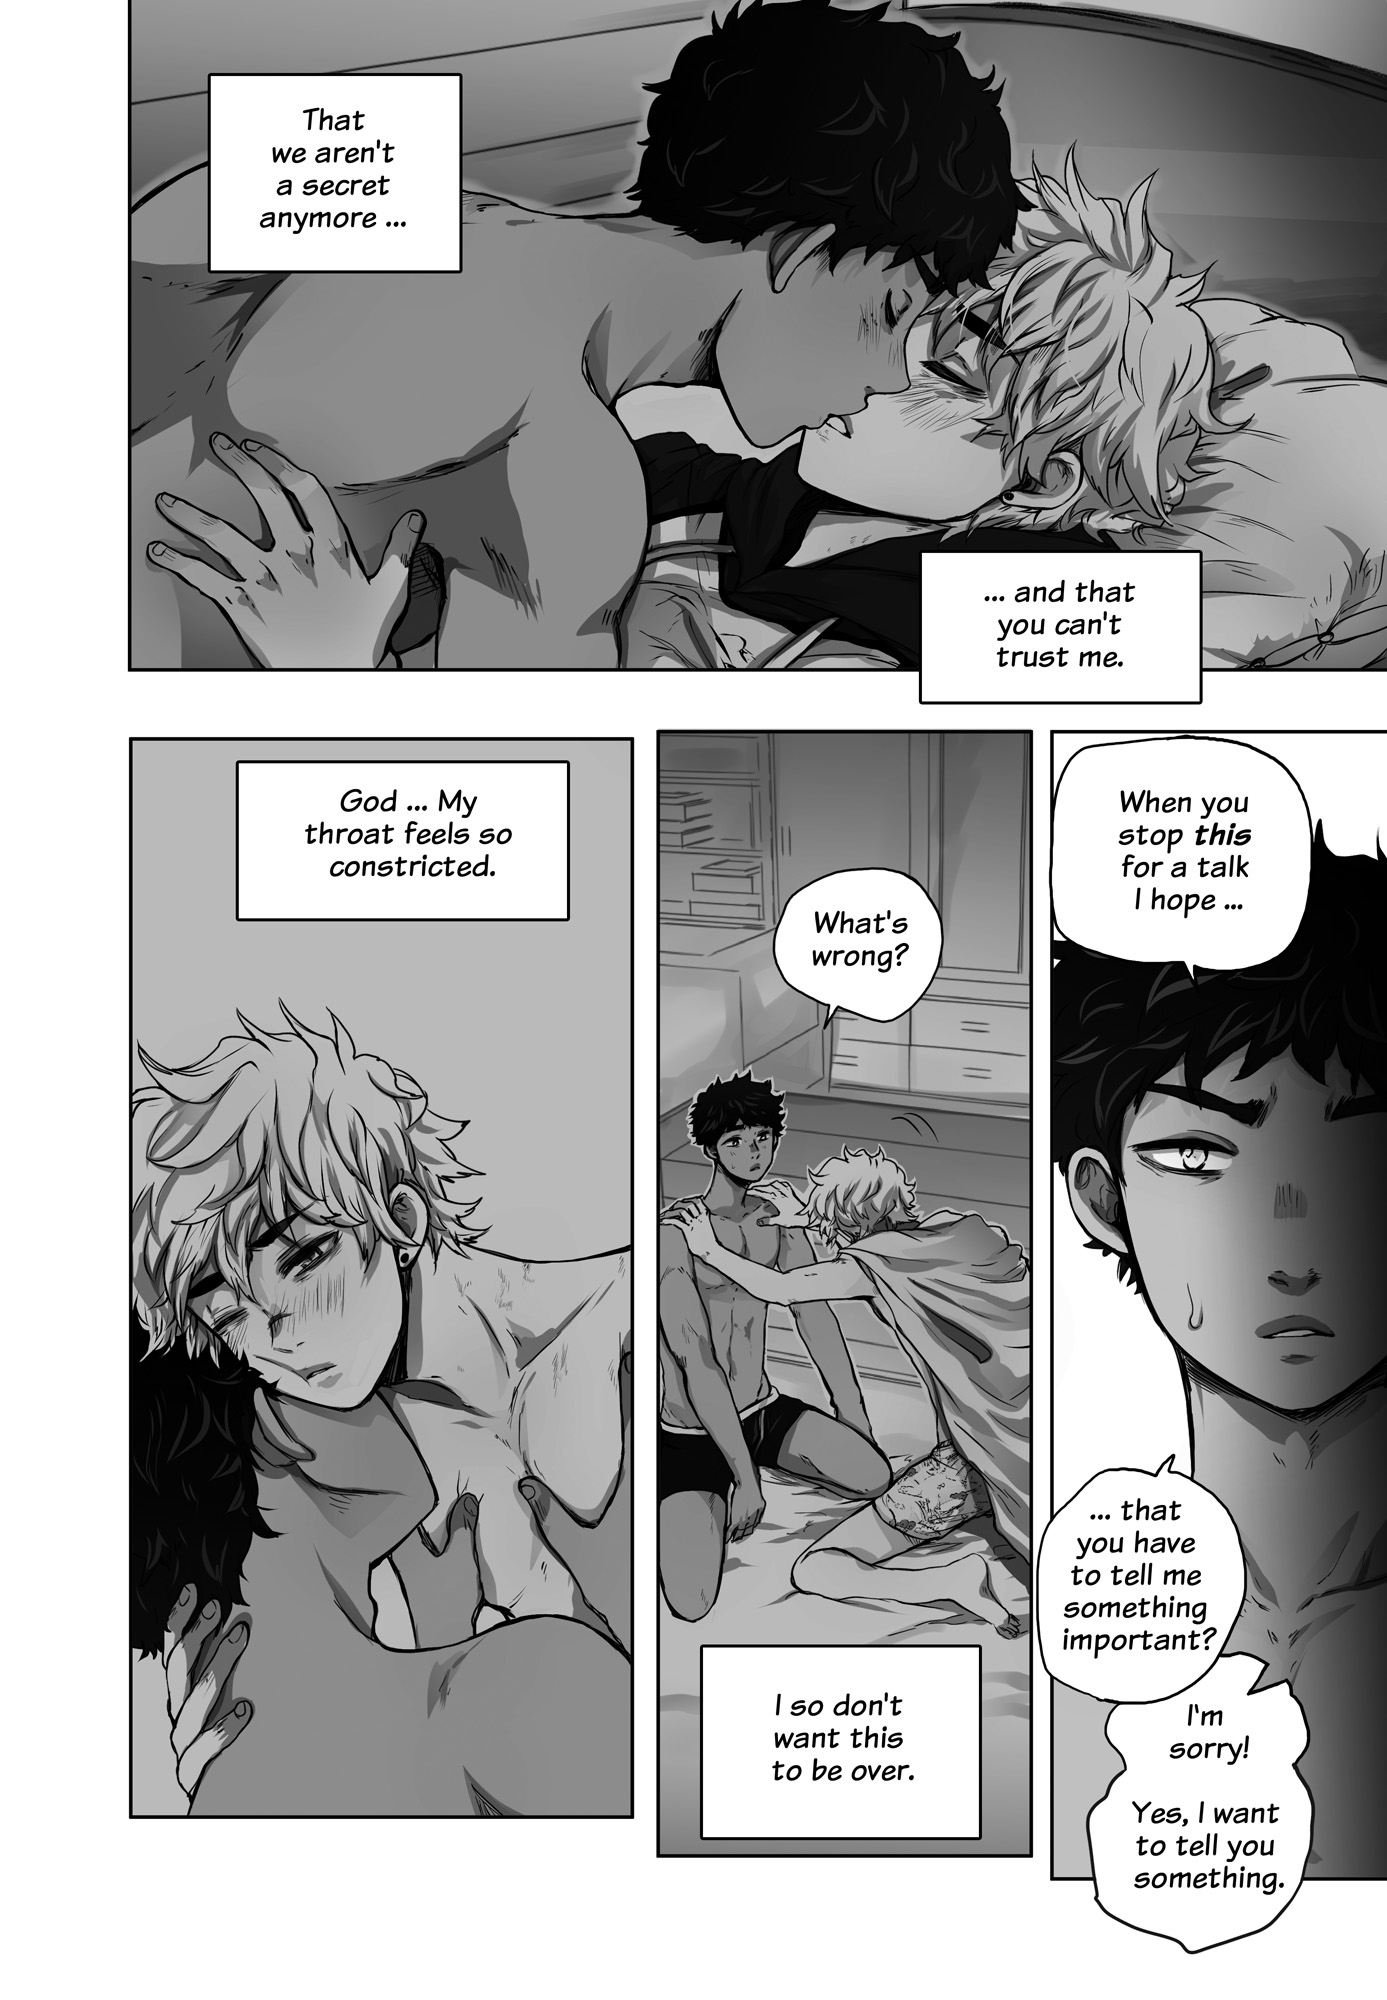 That
we aren't
a secret
anymore ...
... and that
you can't
trust me.
God ... My
throat feels so
constricted.
What's
wrong?
I so don't
want this
to be over.
When you
stop this
for a talk
I hope ...
... that
you have
to tell me
something
important?
I'm
sorry!
Yes, I want
to tell you
something.